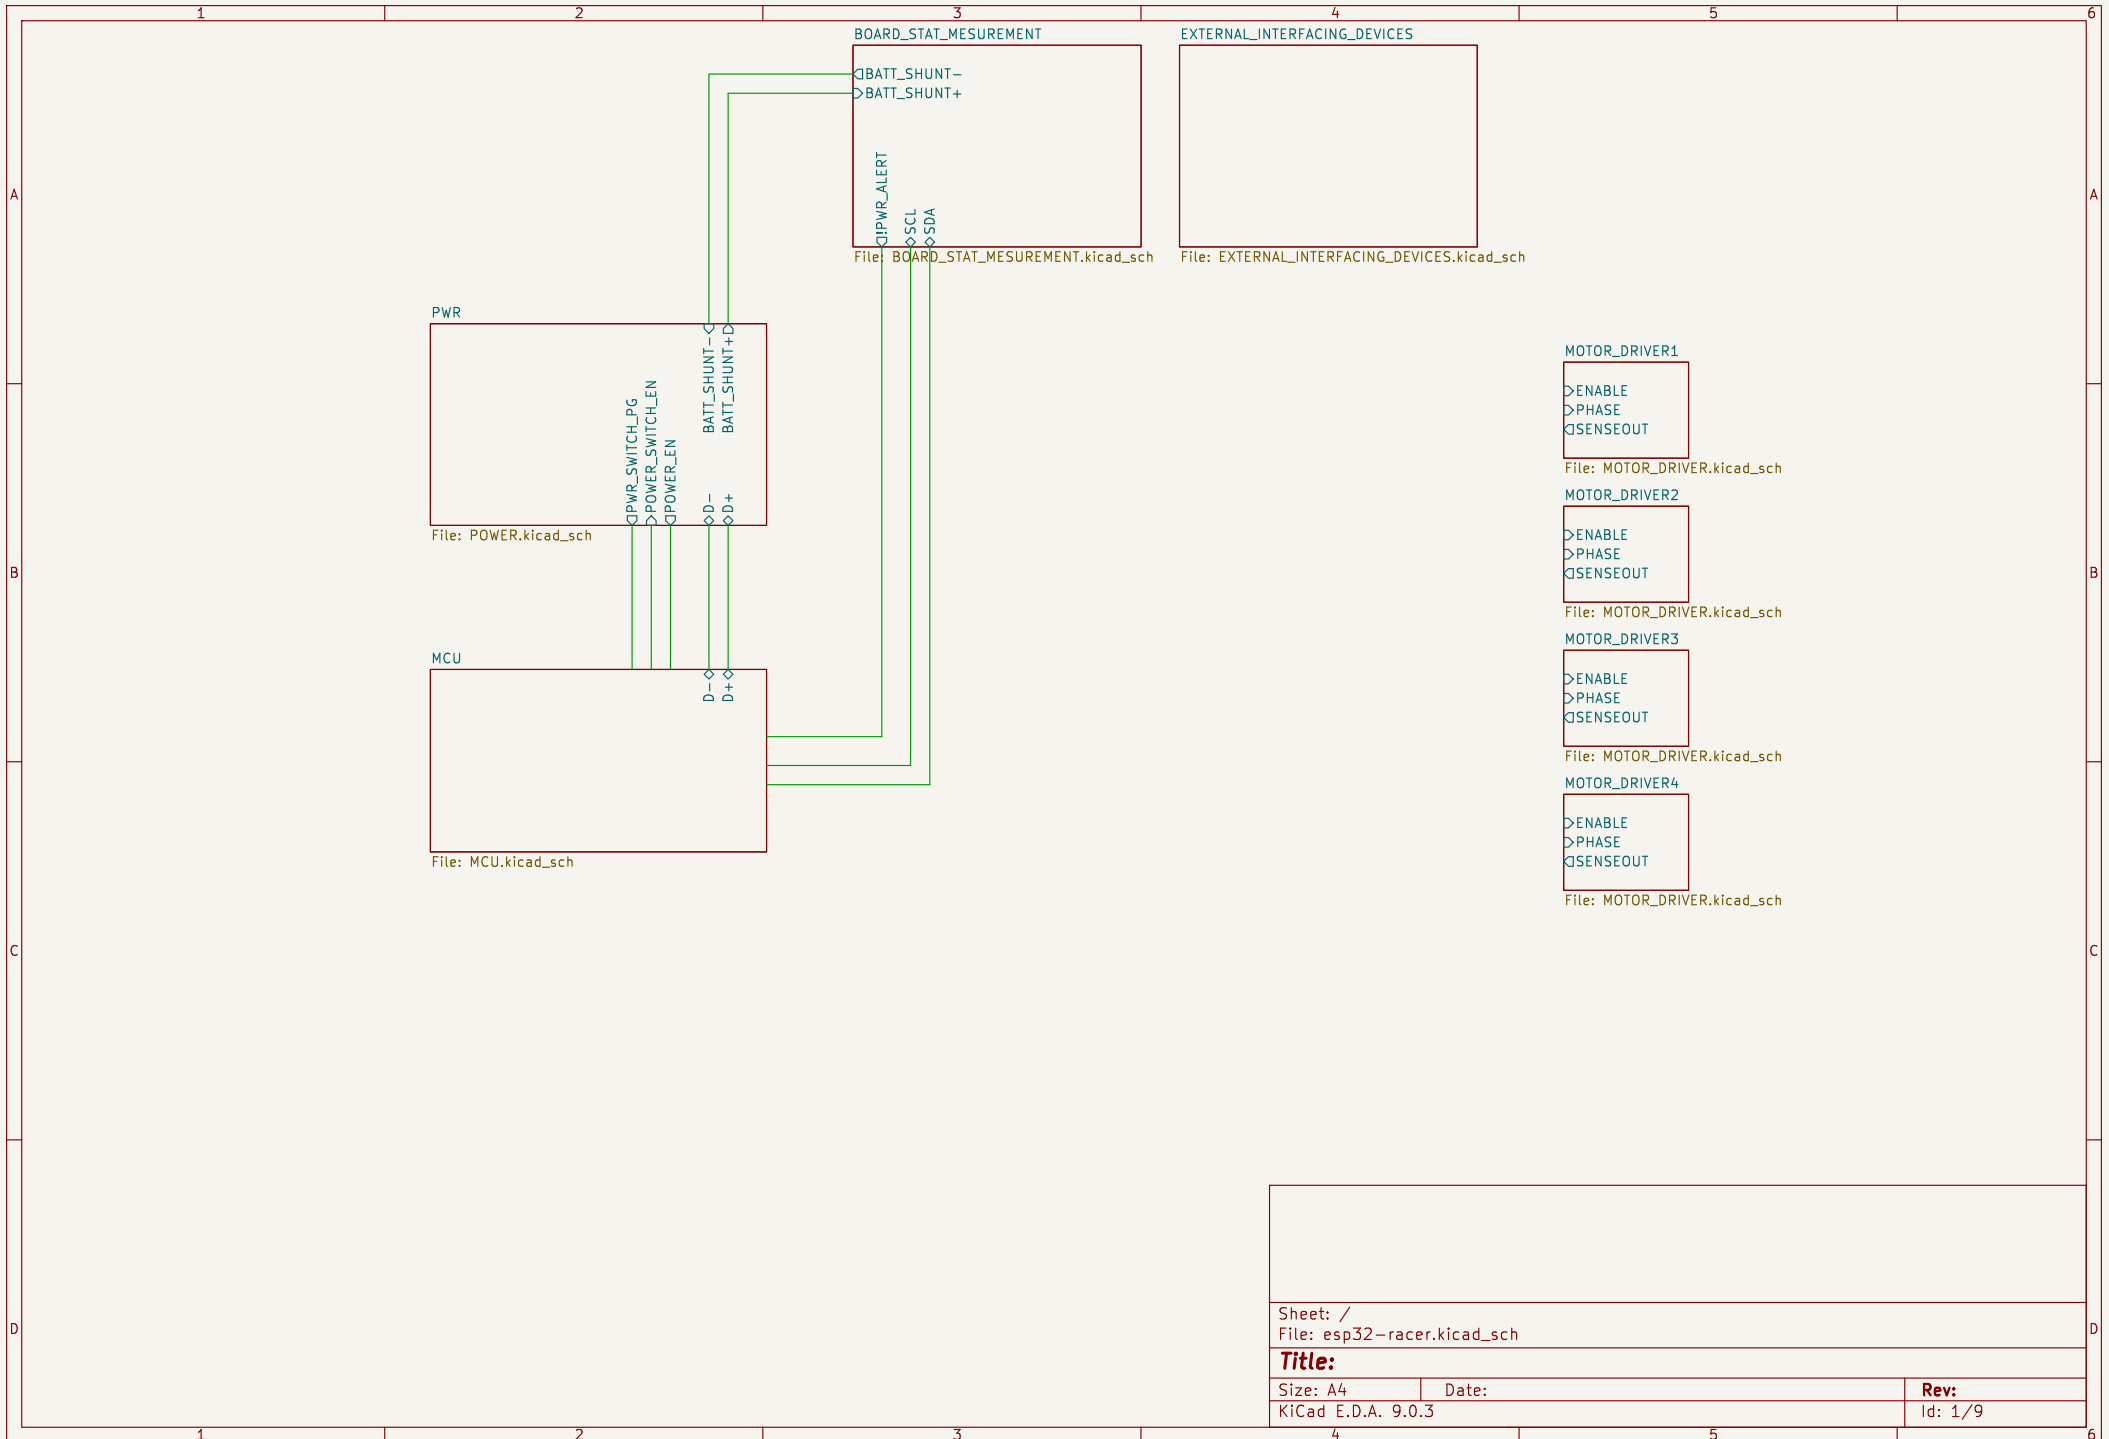 1 2 3 4 5 6
BOARD_STAT_MESUREMENT
EXTERNAL_INTERFACING_DEVICES
BATT_SHUNT-
BATT_SHUNT+
!PWR_ALERT
SCL
SDA
File: BOARD_STAT_MESUREMENT.kicad_sch
File: EXTERNAL_INTERFACING_DEVICES.kicad_sch
A A
PWR
BATT_SHUNT-
BATT_SHUNT+
PWR_SWITCH_PG
POWER_SWITCH_EN
POWER_EN
D-
D+
File: POWER.kicad_sch
MOTOR_DRIVER1
ENABLE
PHASE
SENSEOUT
File: MOTOR_DRIVER.kicad_sch
MOTOR_DRIVER2
ENABLE
PHASE
SENSEOUT
File: MOTOR_DRIVER.kicad_sch
B B
MCU
D-
D+
File: MCU.kicad_sch
MOTOR_DRIVER3
ENABLE
PHASE
SENSEOUT
File: MOTOR_DRIVER.kicad_sch
MOTOR_DRIVER4
ENABLE
PHASE
SENSEOUT
File: MOTOR_DRIVER.kicad_sch
C C
D D
Sheet: /
File: esp32-racer.kicad_sch
Title:
Size: A4 Date: Rev:
KiCad E.D.A. 9.0.3 Id: 1/9
1 2 3 4 5 6